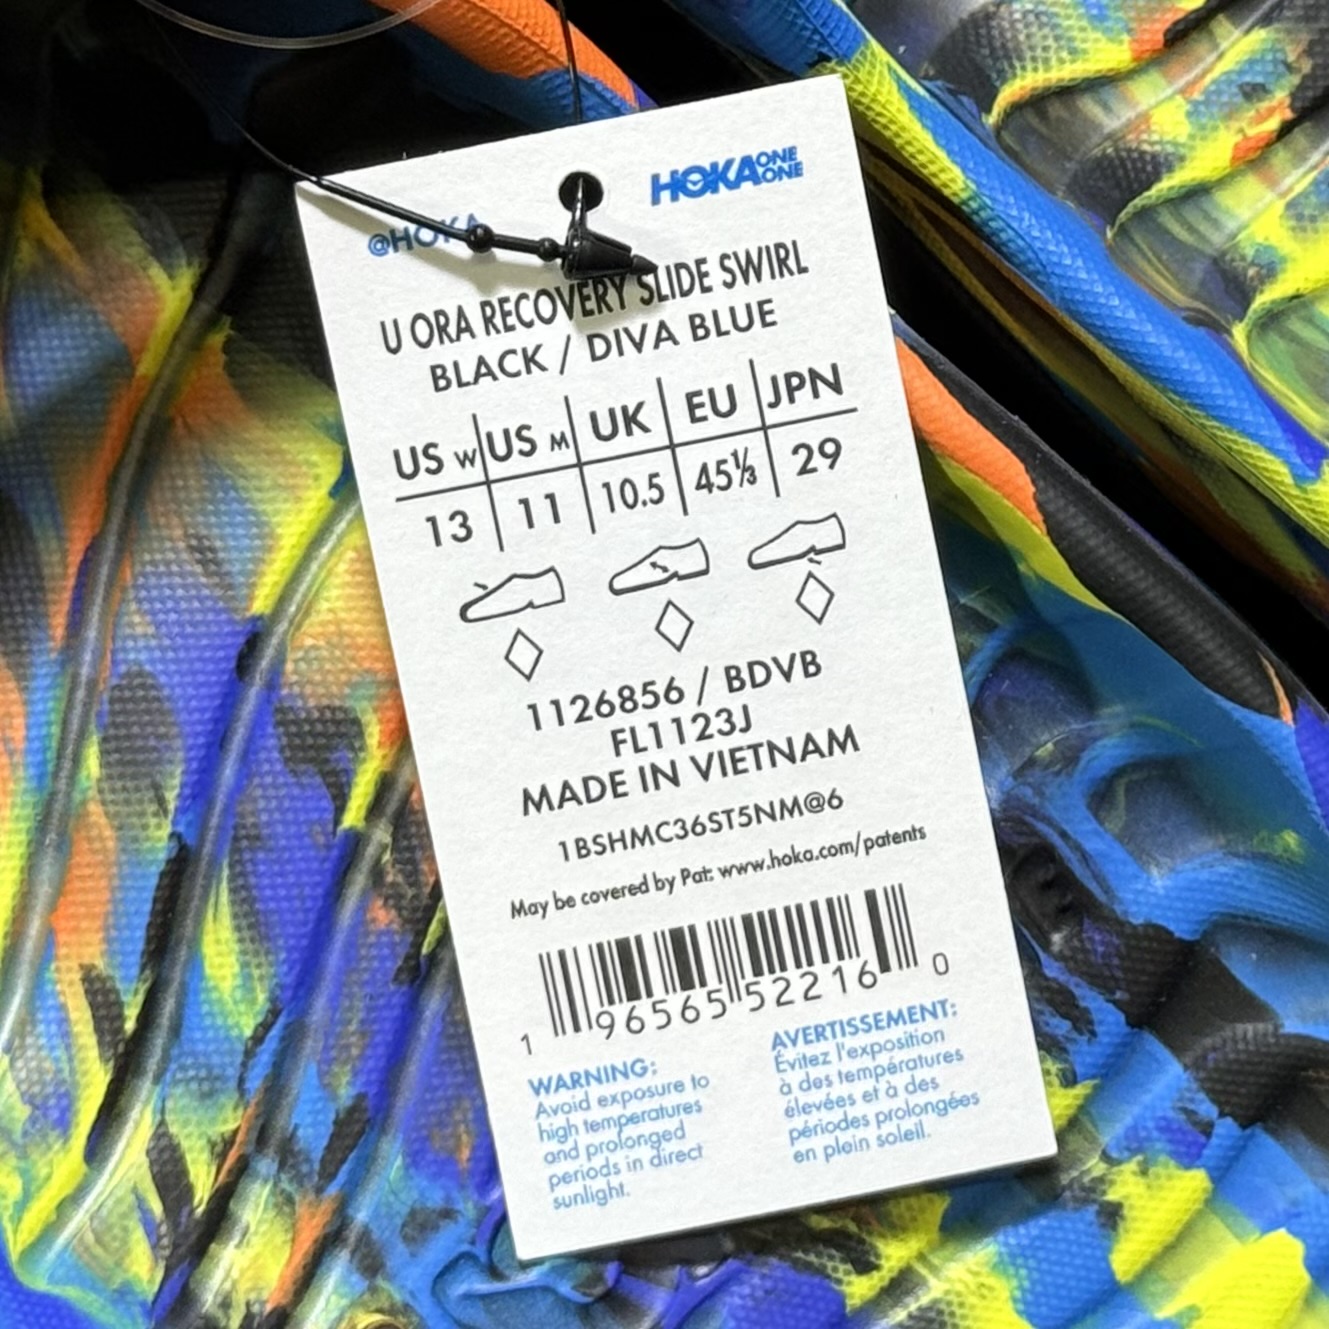 @HOKA
HOKA ONE ONE
U ORA RECOVERY SLIDE SWIRL
BLACK / DIVA BLUE
US W US M UK EU JPN
13 11 10.5 45⅓ 29
1126856 / BDVB
FL1123J
MADE IN VIETNAM
1BSHMC36ST5NM@6
May be covered by Pat: www.hoka.com/patents
1 96565 52216 0
WARNING:
Avoid exposure to
high temperatures
and prolonged
periods in direct
sunlight.
AVERTISSEMENT:
Évitez l'exposition
à des températures
élevées et à des
périodes prolongées
en plein soleil.